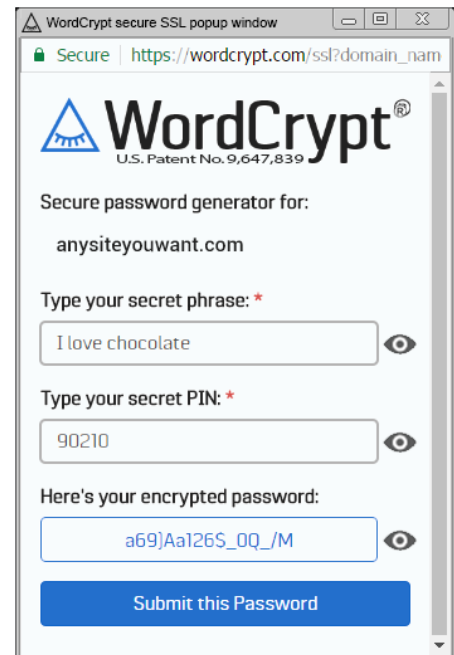 WordCrypt secure SSL popup window
Secure https://wordcrypt.com/ssl?domain_nam
WordCrypt®
U.S. Patent No. 9,647,839
Secure password generator for:
anysiteyouwant.com
Type your secret phrase: *
I love chocolate
Type your secret PIN: *
90210
Here's your encrypted password:
a69)Aa126$_0Q_/M
Submit this Password